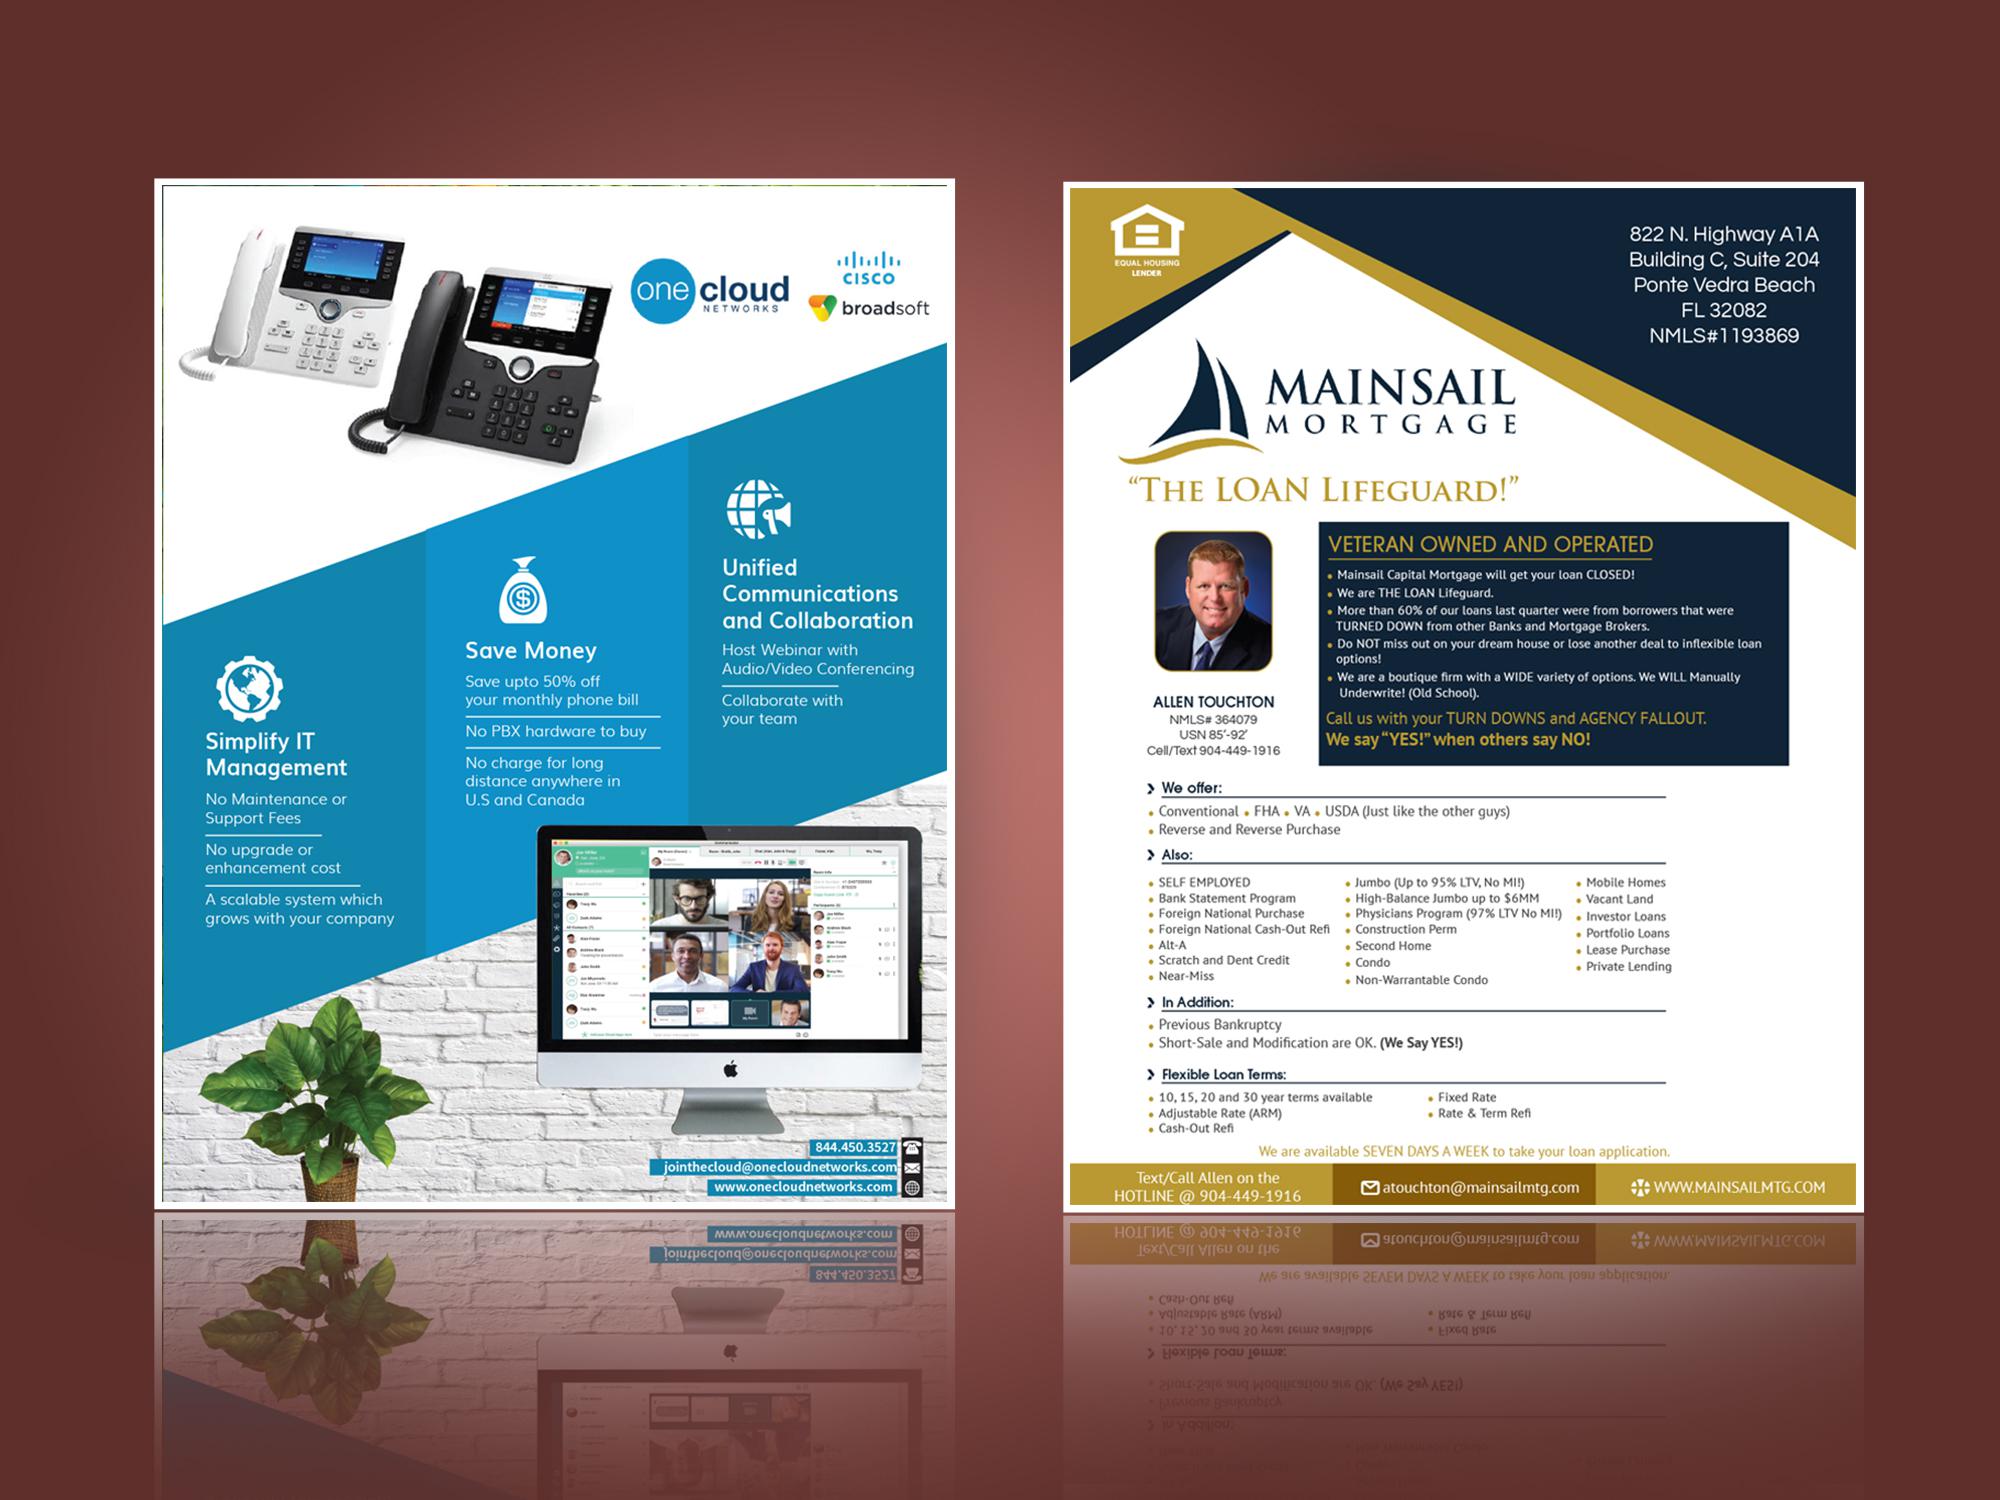 one cloud
NETWORKS
CISCO
broadsoft
Unified
Communications
and Collaboration
Host Webinar with
Audio/Video Conferencing
Collaborate with
your team
Save Money
Save upto 50% off
your monthly phone bill
No PBX hardware to buy
No charge for long
distance anywhere in
U.S and Canada
Simplify IT
Management
No Maintenance or
Support Fees
No upgrade or
enhancement cost
A scalable system which
grows with your company
844.450.3527
jointhecloud@onecloudnetworks.com
www.onecloudnetworks.com
EQUAL HOUSING
LENDER
822 N. Highway A1A
Building C, Suite 204
Ponte Vedra Beach
FL 32082
NMLS#1193869
MAINSAIL
MORTGAGE
“THE LOAN LIFEGUARD!”
ALLEN TOUCHTON
NMLS# 364079
USN 85’-92’
Cell/Text 904-449-1916
VETERAN OWNED AND OPERATED
• Mainsail Capital Mortgage will get your loan CLOSED!
• We are THE LOAN Lifeguard.
• More than 60% of our loans last quarter were from borrowers that were
TURNED DOWN from other Banks and Mortgage Brokers.
• Do NOT miss out on your dream house or lose another deal to inflexible loan
options!
• We are a boutique firm with a WIDE variety of options. We WILL Manually
Underwrite! (Old School).
Call us with your TURN DOWNS and AGENCY FALLOUT.
We say “YES!” when others say NO!
We offer:
• Conventional • FHA • VA • USDA (Just like the other guys)
• Reverse and Reverse Purchase
Also:
• SELF EMPLOYED
• Bank Statement Program
• Foreign National Purchase
• Foreign National Cash-Out Refi
• Alt-A
• Scratch and Dent Credit
• Near-Miss
• Jumbo (Up to 95% LTV, No MI!)
• High-Balance Jumbo up to $6MM
• Physicians Program (97% LTV No MI!)
• Construction Perm
• Second Home
• Condo
• Non-Warrantable Condo
• Mobile Homes
• Vacant Land
• Investor Loans
• Portfolio Loans
• Lease Purchase
• Private Lending
In Addition:
• Previous Bankruptcy
• Short-Sale and Modification are OK. (We Say YES!)
Flexible Loan Terms:
• 10, 15, 20 and 30 year terms available
• Adjustable Rate (ARM)
• Cash-Out Refi
• Fixed Rate
• Rate & Term Refi
We are available SEVEN DAYS A WEEK to take your loan application.
Text/Call Allen on the
HOTLINE @ 904-449-1916
atouchton@mainsailmtg.com
WWW.MAINSAILMTG.COM